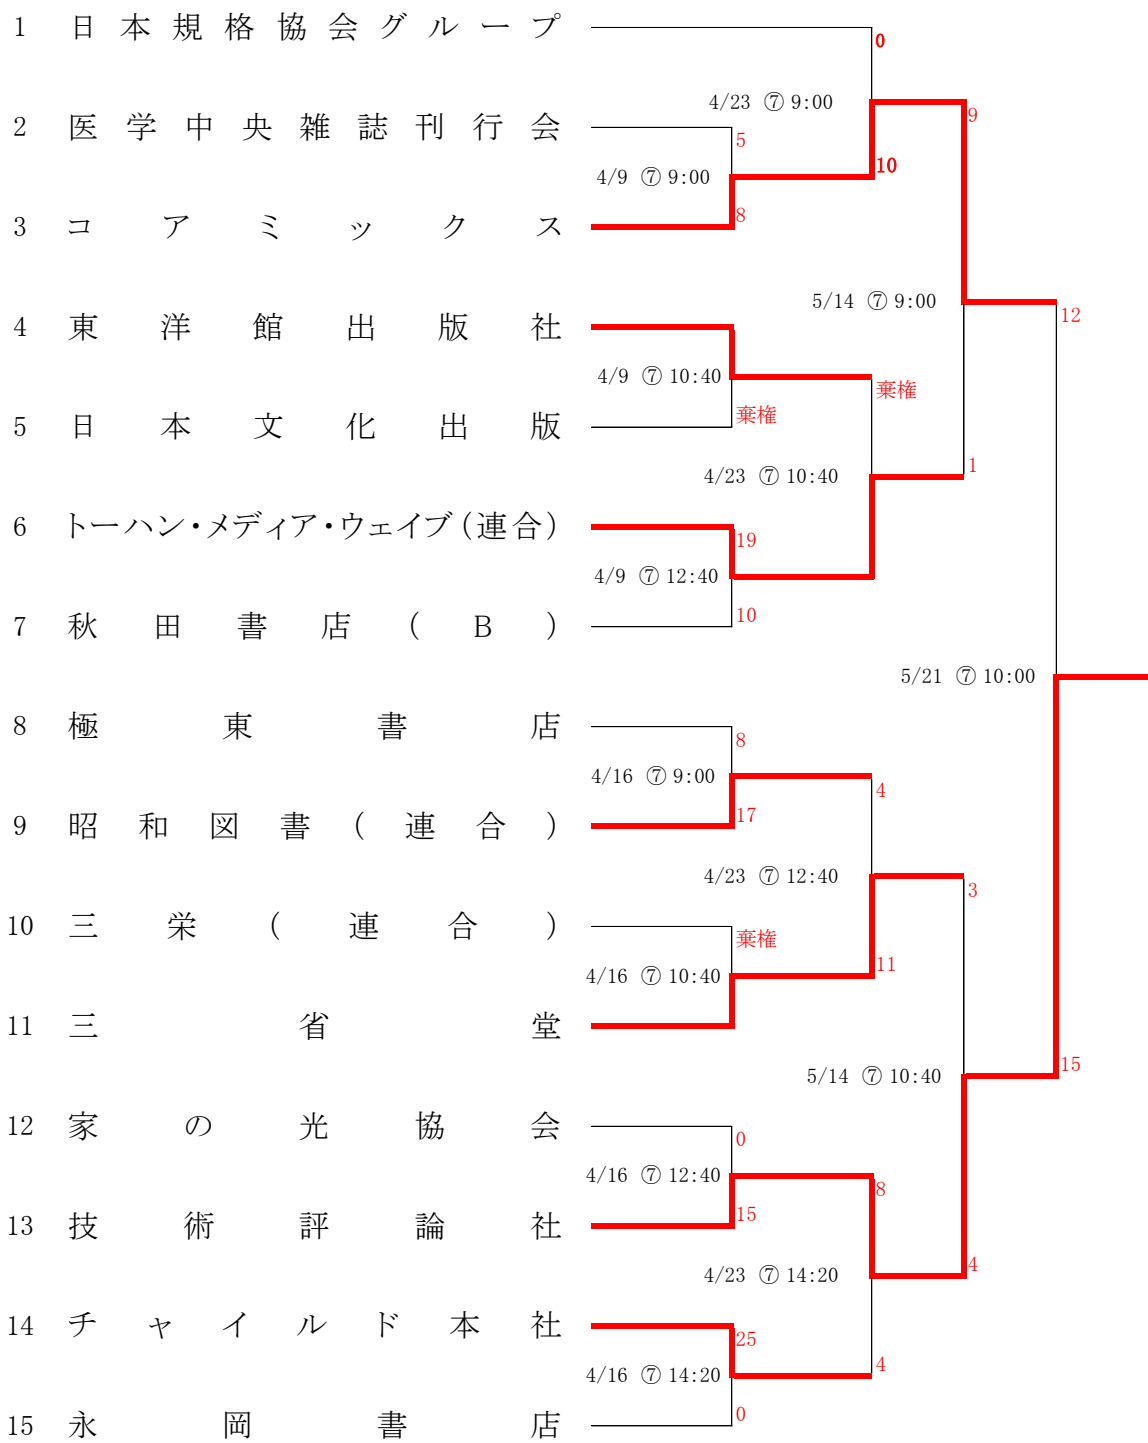 1 日本規格協会グループ
0
4/23 ⑦ 9:00
9
2 医学中央雑誌刊行会
5
10
4/9 ⑦ 9:00
8
3 コアミックス
5/14 ⑦ 9:00
12
4 東洋館出版社
4/9 ⑦ 10:40
棄権
棄権
5 日本文化出版
1
4/23 ⑦ 10:40
6 トーハン・メディア・ウェイブ(連合)
19
4/9 ⑦ 12:40
10
7 秋田書店(B)
5/21 ⑦ 10:00
8 極東書店
8
4/16 ⑦ 9:00
4
17
9 昭和図書(連合)
4/23 ⑦ 12:40
3
10 三栄(連合)
棄権
11
4/16 ⑦ 10:40
11 三省堂
15
5/14 ⑦ 10:40
12 家の光協会
0
4/16 ⑦ 12:40
8
15
13 技術評論社
4
4/23 ⑦ 14:20
14 チャイルド本社
25
4
4/16 ⑦ 14:20
0
15 永岡書店